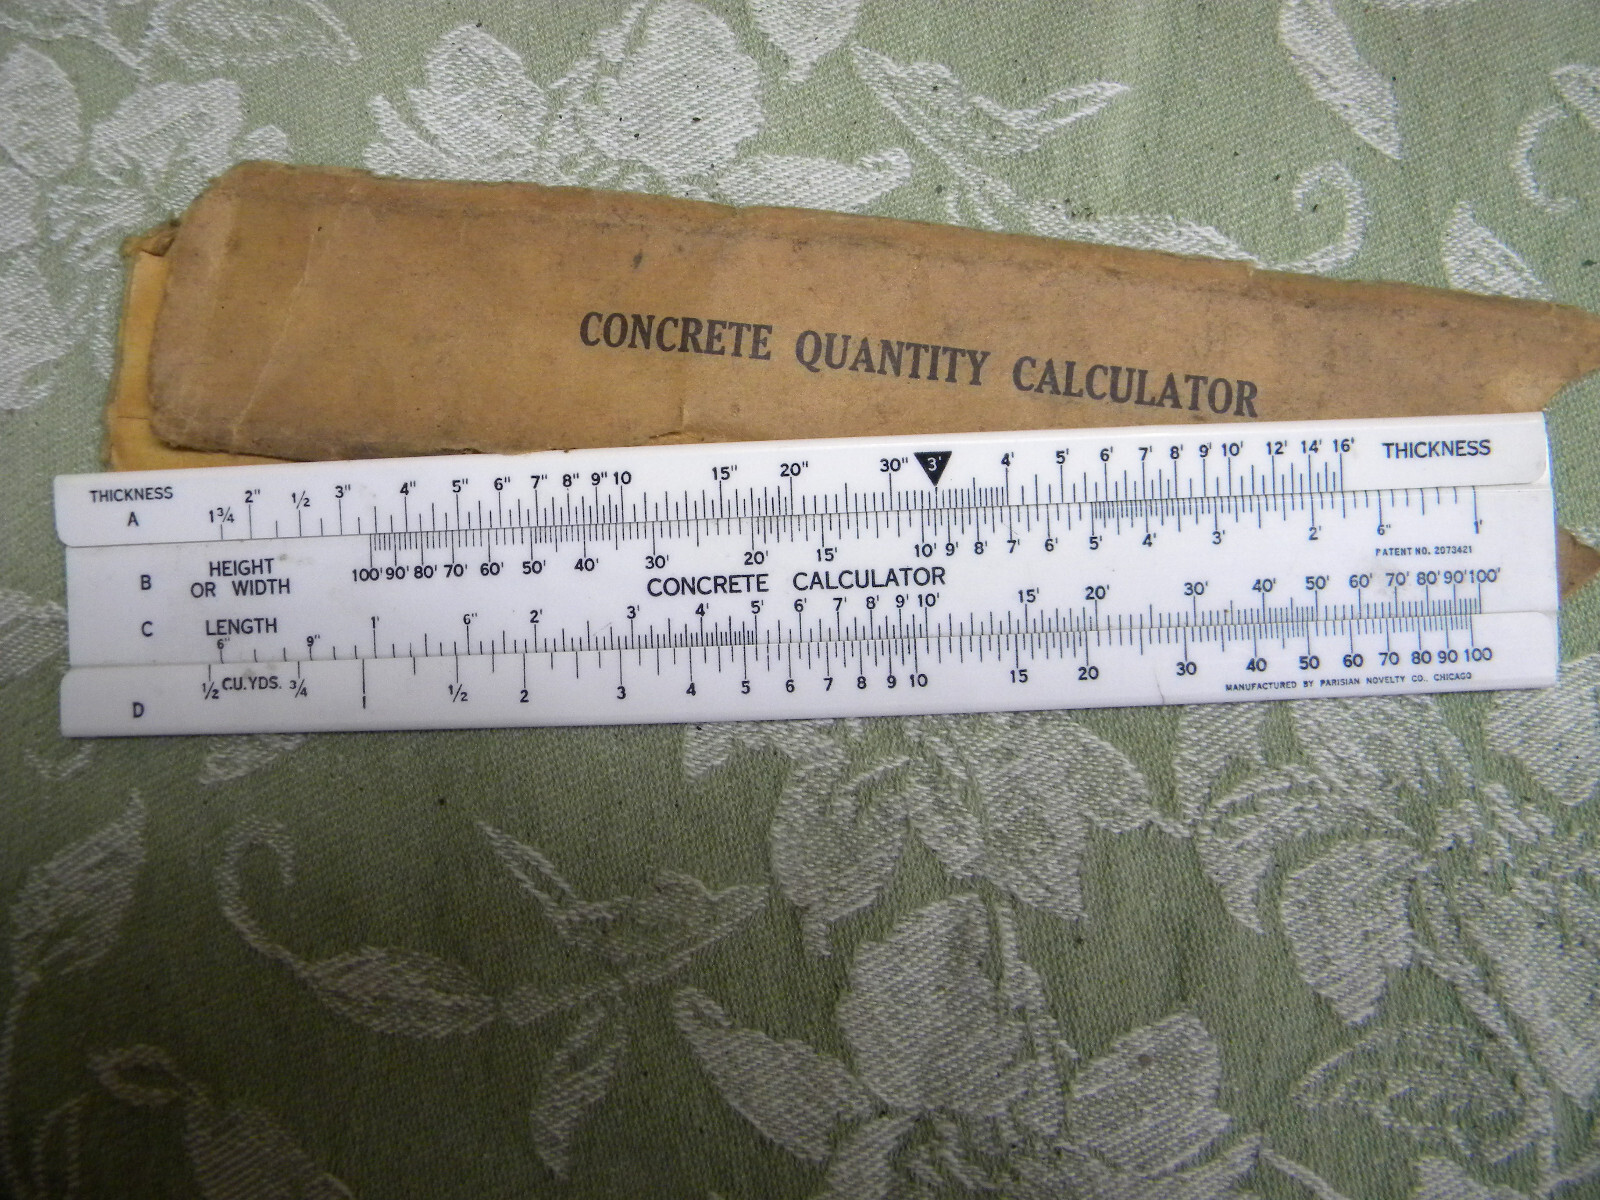 CONCRETE QUANTITY CALCULATOR
THICKNESS
A
1¾ 2" ½ 3" 4" 5" 6" 7" 8" 9" 10 15" 20" 30" 3' 4' 5' 6' 7' 8' 9' 10' 12' 14' 16' THICKNESS
B HEIGHT OR WIDTH
100' 90' 80' 70' 60' 50' 40' 30' 20' 15' 10' 9' 8' 7' 6' 5' 4' 3' 2' 6" 1'
PATENT NO. 2073421
CONCRETE CALCULATOR
C LENGTH
6" 9" 1' 6" 2' 3' 4' 5' 6' 7' 8' 9' 10' 15' 20' 30' 40' 50' 60' 70' 80' 90' 100'
D
½ CU.YDS. ¾ 1 ½ 2 3 4 5 6 7 8 9 10 15 20 30 40 50 60 70 80 90 100
MANUFACTURED BY PARISIAN NOVELTY CO., CHICAGO